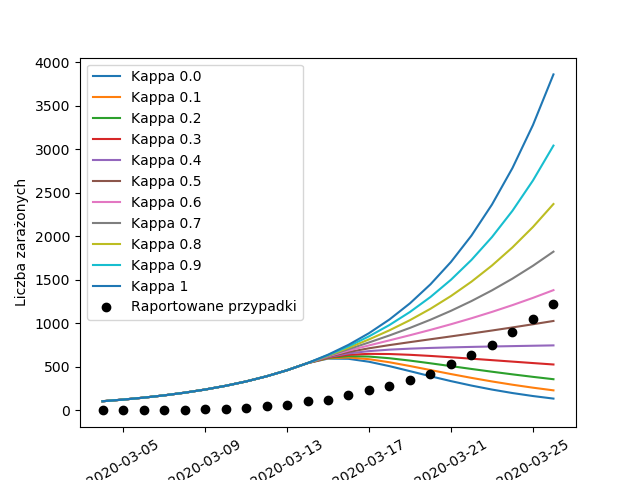 Liczba zarażonych
4000
3500
3000
2500
2000
1500
1000
500
0
Kappa 0.0
Kappa 0.1
Kappa 0.2
Kappa 0.3
Kappa 0.4
Kappa 0.5
Kappa 0.6
Kappa 0.7
Kappa 0.8
Kappa 0.9
Kappa 1
Raportowane przypadki
2020-03-05
2020-03-09
2020-03-13
2020-03-17
2020-03-21
2020-03-25